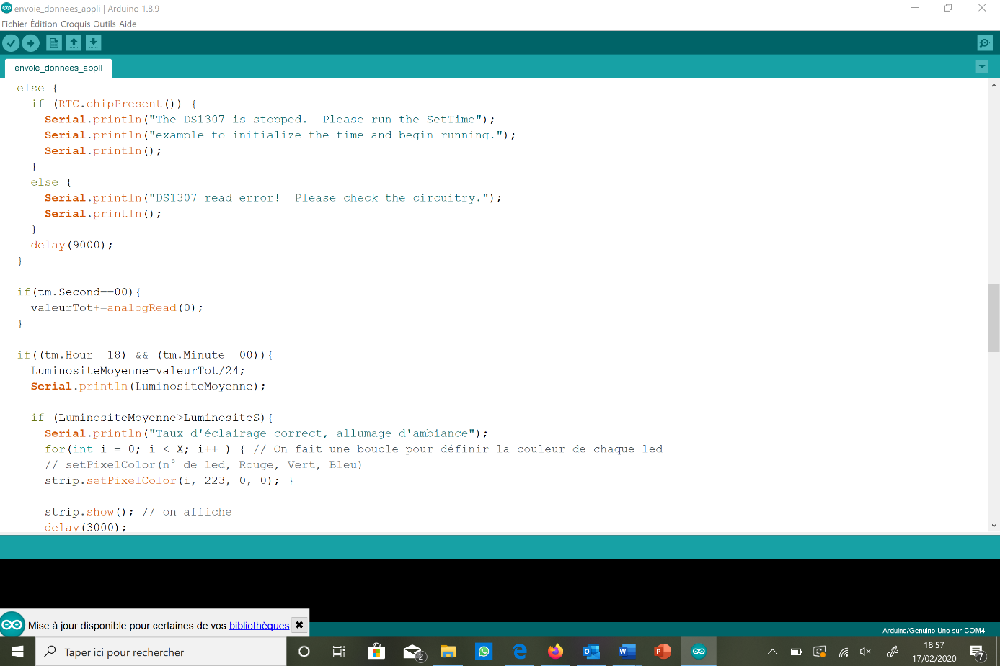 envoie_donnees_appli | Arduino 1.8.9
Fichier Édition Croquis Outils Aide
envoie_donnees_appli
else {
if (RTC.chipPresent()) {
Serial.println("The DS1307 is stopped.  Please run the SetTime");
Serial.println("example to initialize the time and begin running.");
Serial.println();
}
else {
Serial.println("DS1307 read error!  Please check the circuitry.");
Serial.println();
}
delay(9000);
}
if(tm.Second==00){
valeurTot+=analogRead(0);
}
if((tm.Hour==18) && (tm.Minute==00)){
LuminositeMoyenne=valeurTot/24;
Serial.println(LuminositeMoyenne);
if (LuminositeMoyenne>LuminositeS){
Serial.println("Taux d'éclairage correct, allumage d'ambiance");
for(int i = 0; i < X; i++ ) { // On fait une boucle pour définir la couleur de chaque led
// setPixelColor(n° de led, Rouge, Vert, Bleu)
strip.setPixelColor(i, 223, 0, 0); }
strip.show(); // on affiche
delay(3000);
Mise à jour disponible pour certaines de vos bibliothèques
Arduino/Genuino Uno sur COM4
Taper ici pour rechercher
2
18:57
17/02/2020
7